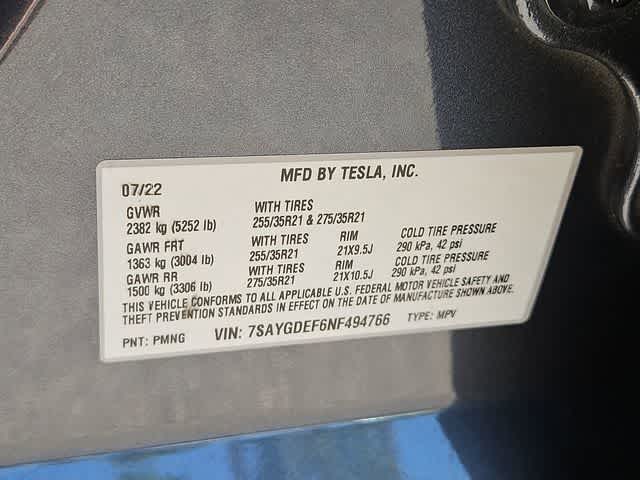 MFD BY TESLA, INC.
07/22
GVWR WITH TIRES
2382 kg (5252 lb) 255/35R21 & 275/35R21
GAWR FRT WITH TIRES RIM COLD TIRE PRESSURE
1363 kg (3004 lb) 255/35R21 21X9.5J 290 kPa, 42 psi
GAWR RR WITH TIRES RIM COLD TIRE PRESSURE
1500 kg (3306 lb) 275/35R21 21X10.5J 290 kPa, 42 psi
THIS VEHICLE CONFORMS TO ALL APPLICABLE U.S. FEDERAL MOTOR VEHICLE SAFETY AND
THEFT PREVENTION STANDARDS IN EFFECT ON THE DATE OF MANUFACTURE SHOWN ABOVE.
PNT: PMNG VIN: 7SAYGDEF6NF494766 TYPE: MPV